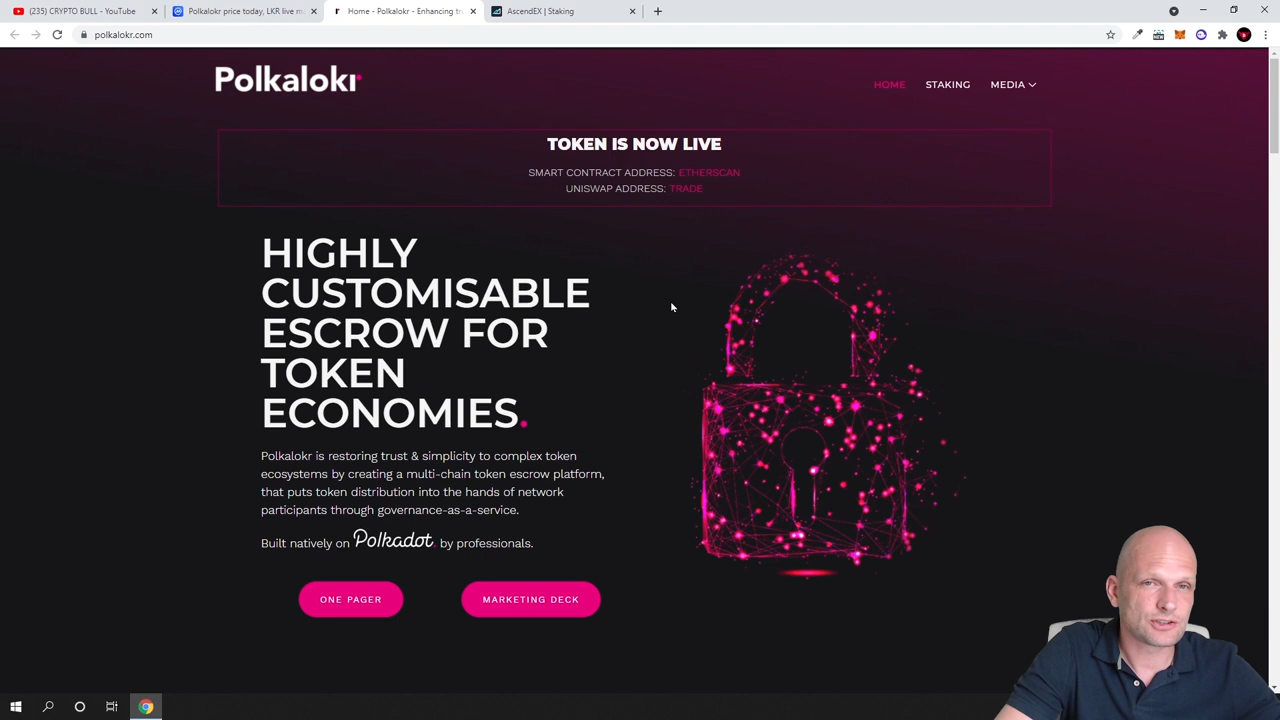 (235) CRYPTO BULL - YouTube
Polkalokr price today, LKR live ma
Home - Polkalokr - Enhancing tru
AscendEX | Staking
polkalokr.com
Polkalokr
HOME
STAKING
MEDIA
TOKEN IS NOW LIVE
SMART CONTRACT ADDRESS: ETHERSCAN
UNISWAP ADDRESS: TRADE
HIGHLY
CUSTOMISABLE
ESCROW FOR
TOKEN
ECONOMIES.
Polkalokr is restoring trust & simplicity to complex token
ecosystems by creating a multi-chain token escrow platform,
that puts token distribution into the hands of network
participants through governance-as-a-service.
Built natively on Polkadot. by professionals.
ONE PAGER
MARKETING DECK